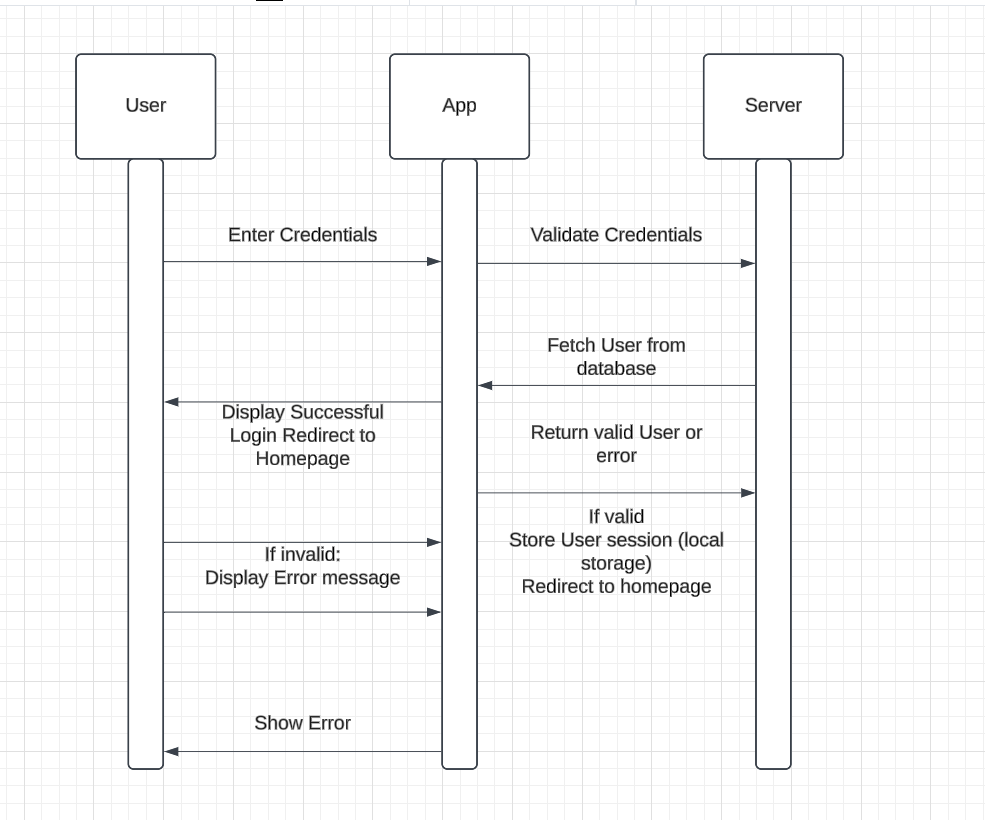 User
App
Server
Enter Credentials
Validate Credentials
Fetch User from
database
Display Successful
Login Redirect to
Homepage
Return valid User or
error
If valid
Store User session (local
storage)
Redirect to homepage
If invalid:
Display Error message
Show Error